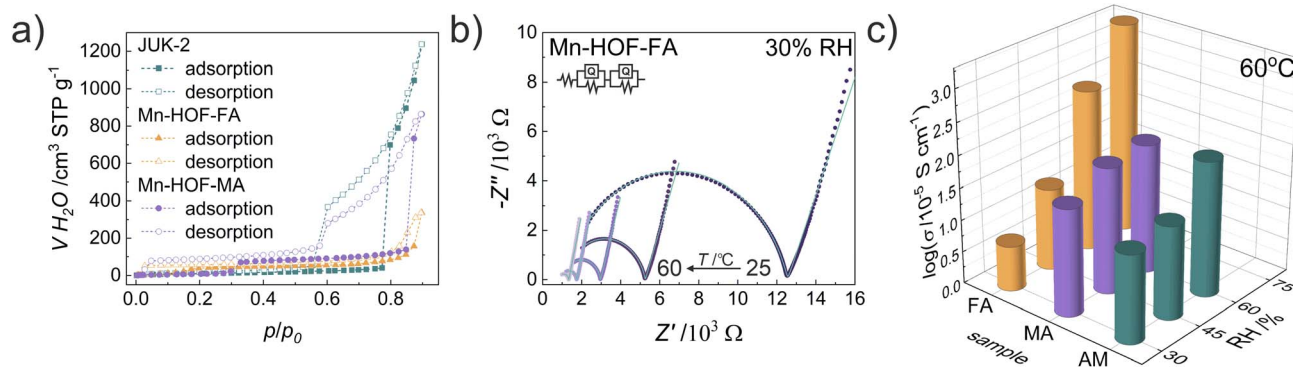 a)
1200
1000
800
600
400
200
0
V H₂O /cm³ STP g⁻¹
JUK-2
adsorption
desorption
Mn-HOF-FA
adsorption
desorption
Mn-HOF-MA
adsorption
desorption
0.0 0.2 0.4 0.6 0.8 1.0
p/p₀
b)
10
8
6
4
2
0
-Z″ /10³ Ω
Mn-HOF-FA 30% RH
Q Q
60 T /°C 25
0 2 4 6 8 10 12 14 16
Z′ /10³ Ω
c)
60°C
3.0
2.5
2.0
1.5
1.0
0.5
0.0
log(σ /10⁻⁵ S cm⁻¹)
FA
MA
AM
sample
30
45
60
75
RH /%